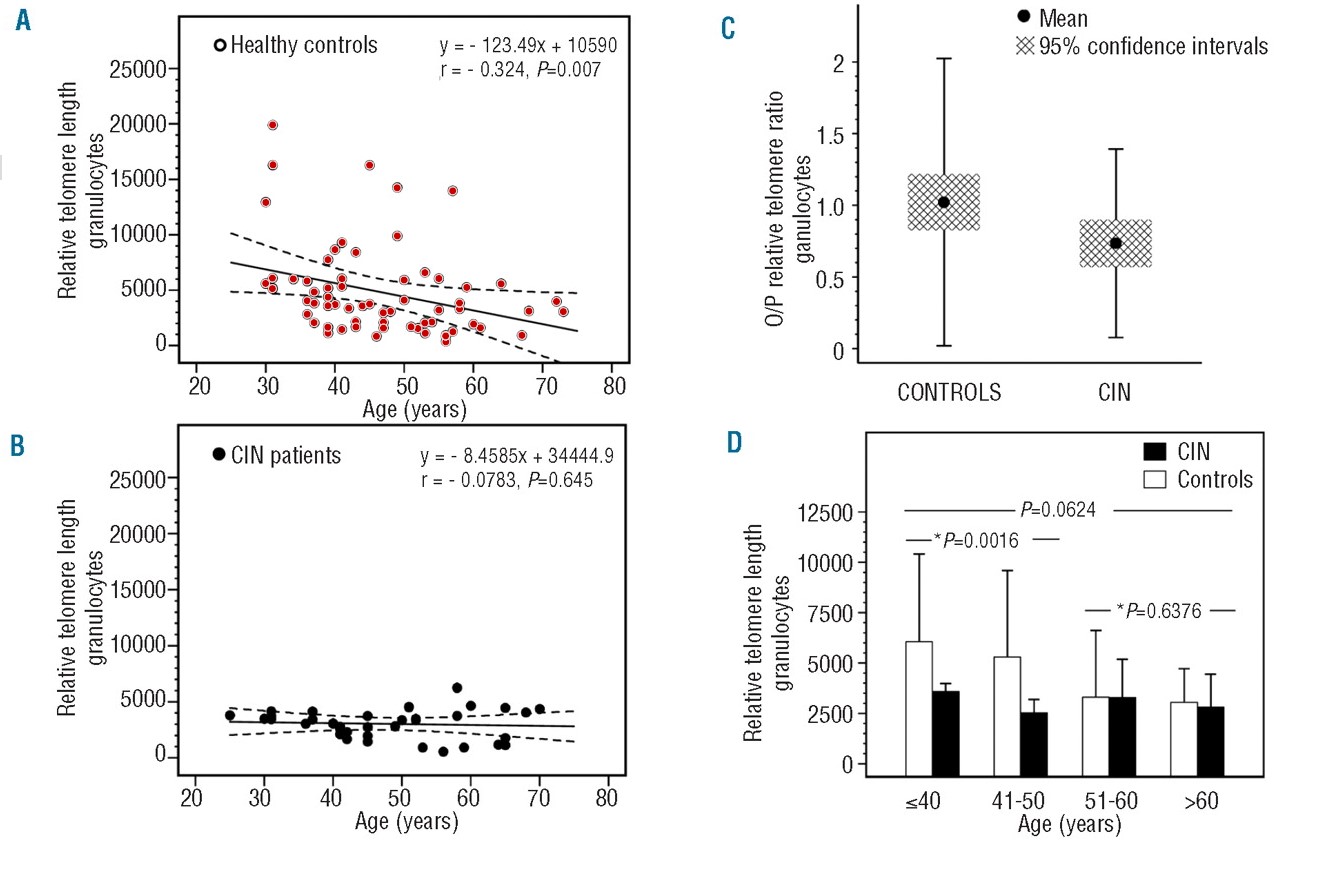 A
Healthy controls
y = - 123.49x + 10590
r = - 0.324, P=0.007
Relative telomere length
granulocytes
25000
20000
15000
10000
5000
0
20 30 40 50 60 70 80
Age (years)
B
CIN patients
y = - 8.4585x + 34444.9
r = - 0.0783, P=0.645
Relative telomere length
granulocytes
25000
20000
15000
10000
5000
0
20 30 40 50 60 70 80
Age (years)
C
Mean
95% confidence intervals
O/P relative telomere ratio
ganulocytes
2
1.5
1.0
0.5
0
CONTROLS CIN
D
CIN
Controls
Relative telomere length
granulocytes
12500
10000
7500
5000
2500
0
P=0.0624
*P=0.0016
*P=0.6376
≤40 41-50 51-60 >60
Age (years)